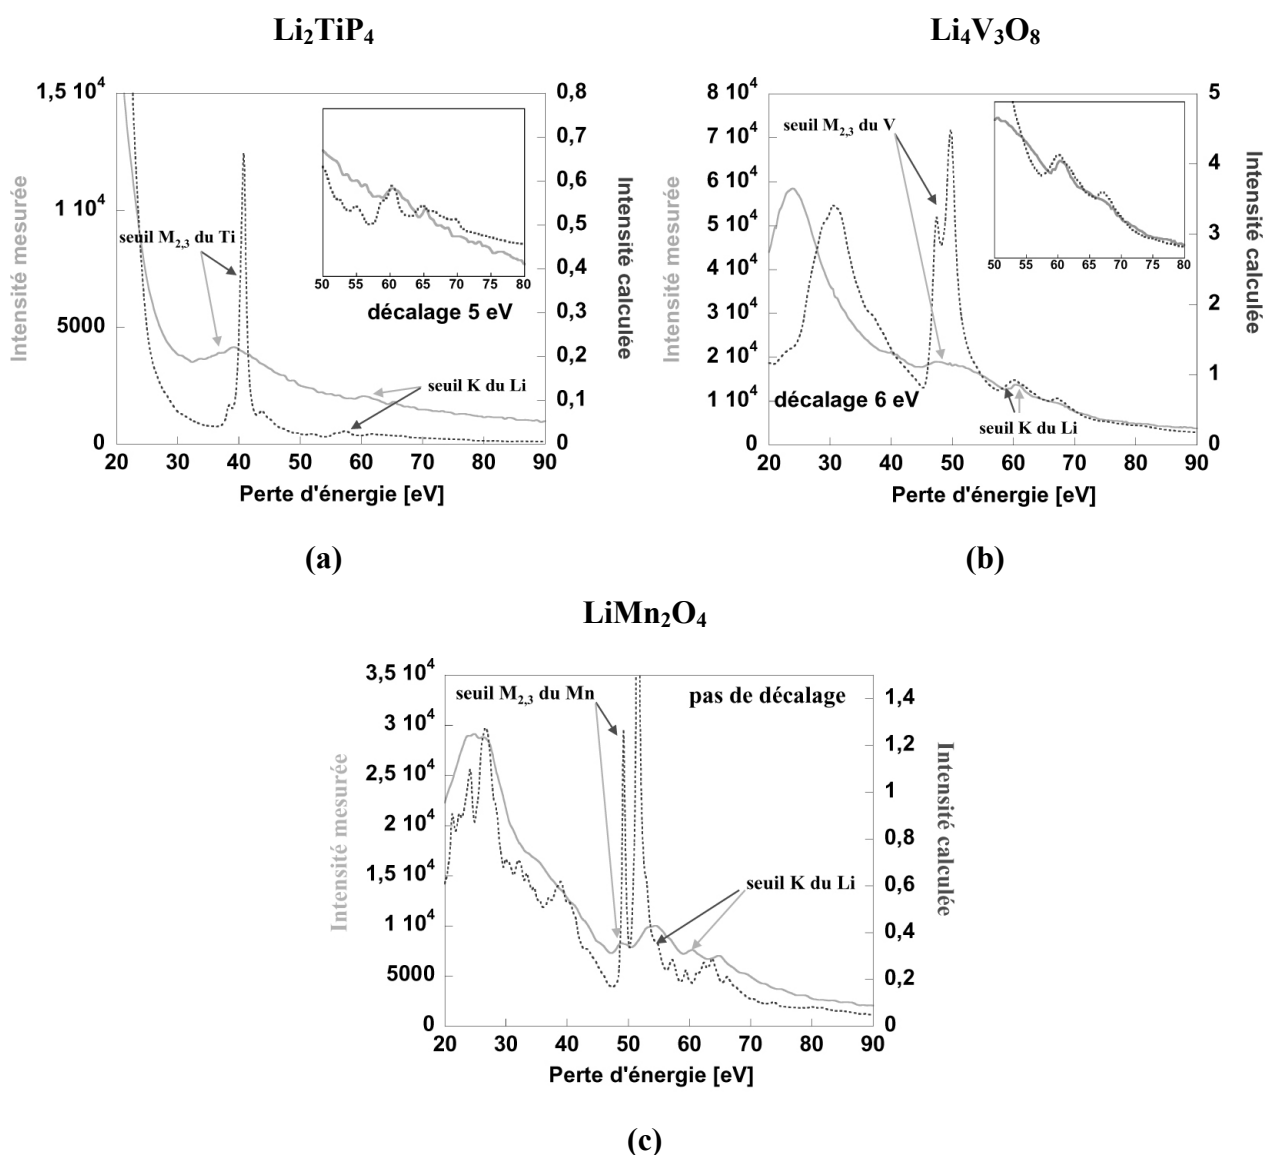 Li2TiP4
Li4V3O8
1,5 10^4
1 10^4
5000
0
0,8
0,7
0,6
0,5
0,4
0,3
0,2
0,1
0
Intensité mesurée
Intensité calculée
seuil M2,3 du Ti
50 55 60 65 70 75 80
décalage 5 eV
seuil K du Li
20 30 40 50 60 70 80 90
Perte d'énergie [eV]
(a)
8 10^4
7 10^4
6 10^4
5 10^4
4 10^4
3 10^4
2 10^4
1 10^4
0
5
4
3
2
1
0
Intensité mesurée
Intensité calculée
seuil M2,3 du V
50 55 60 65 70 75 80
décalage 6 eV
seuil K du Li
20 30 40 50 60 70 80 90
Perte d'énergie [eV]
(b)
LiMn2O4
3,5 10^4
3 10^4
2,5 10^4
2 10^4
1,5 10^4
1 10^4
5000
0
1,4
1,2
1
0,8
0,6
0,4
0,2
0
Intensité mesurée
Intensité calculée
seuil M2,3 du Mn
pas de décalage
seuil K du Li
20 30 40 50 60 70 80 90
Perte d'énergie [eV]
(c)